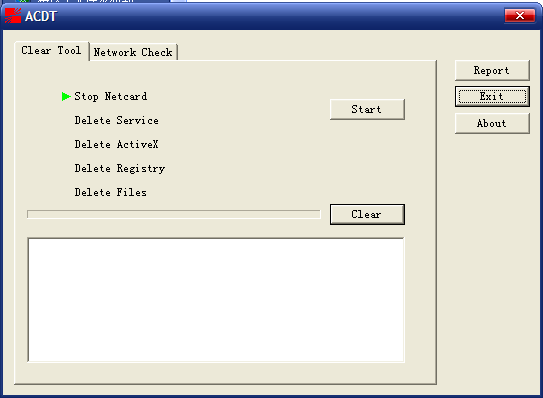 ACDT
Clear Tool
Network Check
Report
Stop Netcard
Exit
Start
Delete Service
About
Delete ActiveX
Delete Registry
Delete Files
Clear